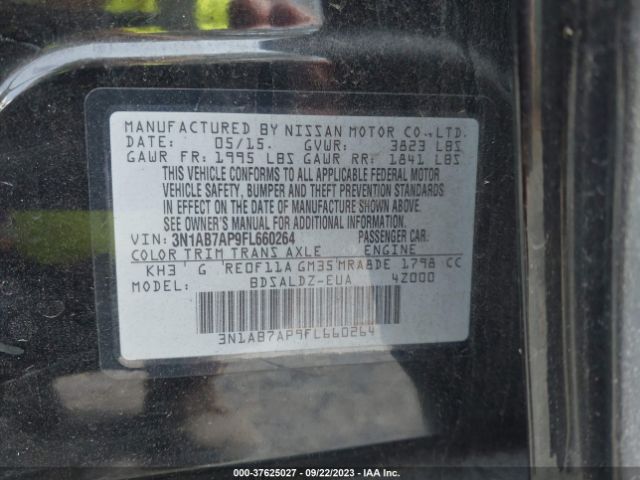 MANUFACTURED BY NISSAN MOTOR CO.,LTD.
DATE: 05/15. GVWR: 3823 LBS
GAWR FR: 1995 LBS GAWR RR: 1841 LBS
THIS VEHICLE CONFORMS TO ALL APPLICABLE FEDERAL MOTOR
VEHICLE SAFETY, BUMPER AND THEFT PREVENTION STANDARDS
IN EFFECT ON THE DATE OF MANUFACTURE SHOWN ABOVE.
SEE OWNER'S MANUAL FOR ADDITIONAL INFORMATION.
VIN: 3N1AB7AP9FL660264 PASSENGER CAR.
COLOR TRIM TRANS AXLE ENGINE
KH3 G RE0F11A GM35 MRA8DE 1798 CC
MODEL: BDSALDZ-EUA 4Z000
3N1AB7AP9FL660264
000-37625027 - 09/22/2023 - IAA Inc.